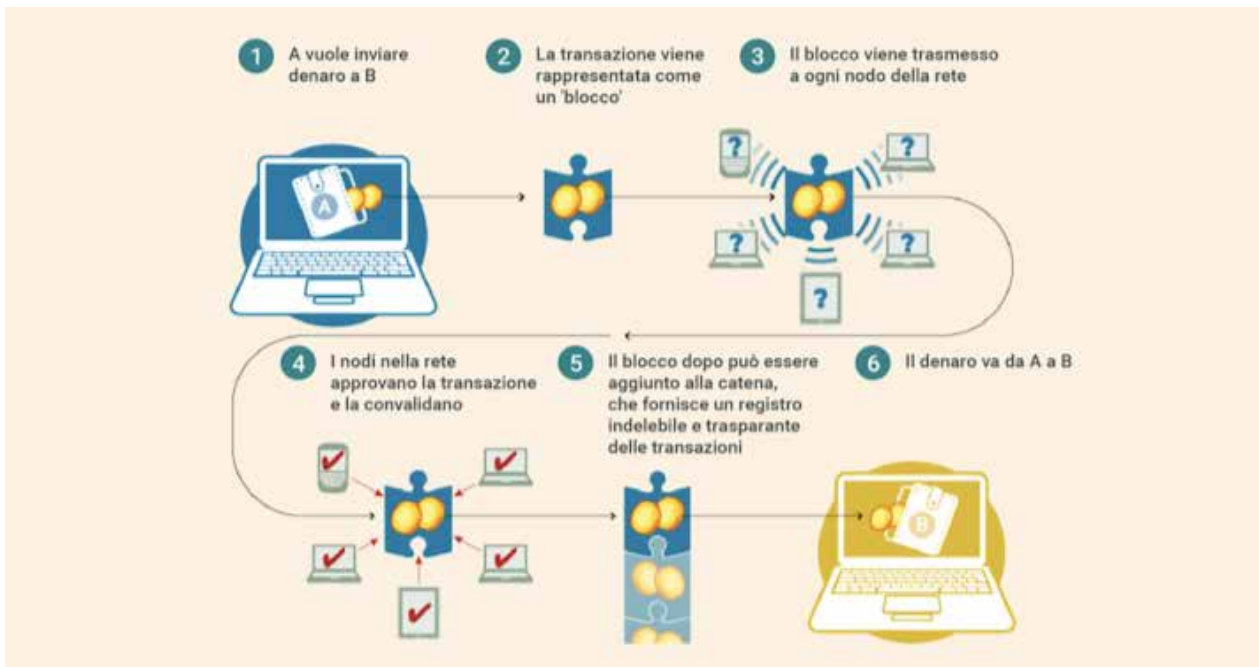 1
A vuole inviare
denaro a B
2
La transazione viene
rappresentata come
un 'blocco'
3
Il blocco viene trasmesso
a ogni nodo della rete
A
?
?
?
?
?
4
I nodi nella rete
approvano la transazione
e la convalidano
5
Il blocco dopo può essere
aggiunto alla catena,
che fornisce un registro
indelebile e trasparante
delle transazioni
6
Il denaro va da A a B
B